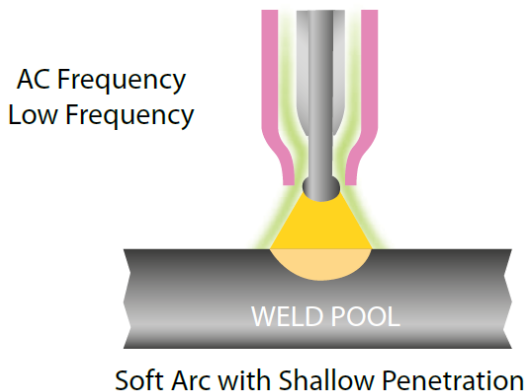 AC Frequency
Low Frequency
WELD POOL
Soft Arc with Shallow Penetration